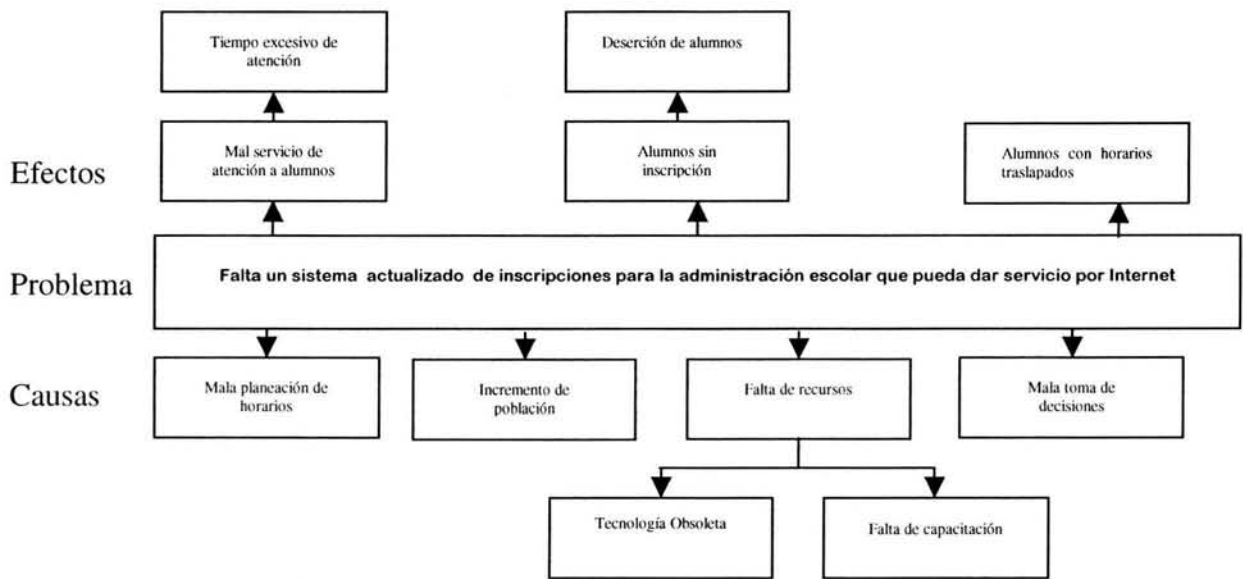 Tiempo excesivo de
atención
Deserción de alumnos
Efectos
Mal servicio de
atención a alumnos
Alumnos sin
inscripción
Alumnos con horarios
traslapados
Problema
Falta un sistema actualizado de inscripciones para la administración escolar que pueda dar servicio por Internet
Causas
Mala planeación de
horarios
Incremento de
población
Falta de recursos
Mala toma de
decisiones
Tecnología Obsoleta
Falta de capacitación